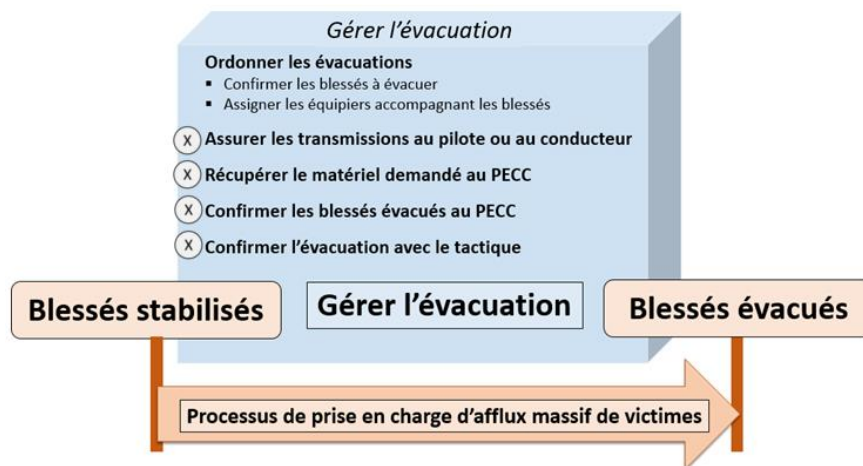 Gérer l’évacuation
Ordonner les évacuations
▪ Confirmer les blessés à évacuer
▪ Assigner les équipiers accompagnant les blessés
X Assurer les transmissions au pilote ou au conducteur
X Récupérer le matériel demandé au PECC
X Confirmer les blessés évacués au PECC
X Confirmer l’évacuation avec le tactique
Blessés stabilisés
Gérer l’évacuation
Blessés évacués
Processus de prise en charge d’afflux massif de victimes